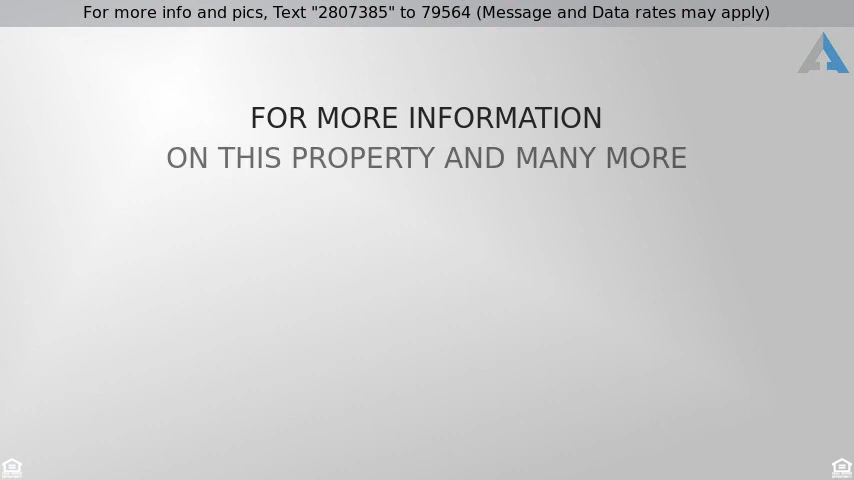 For more info and pics, Text "2807385" to 79564 (Message and Data rates may apply)
FOR MORE INFORMATION
ON THIS PROPERTY AND MANY MORE